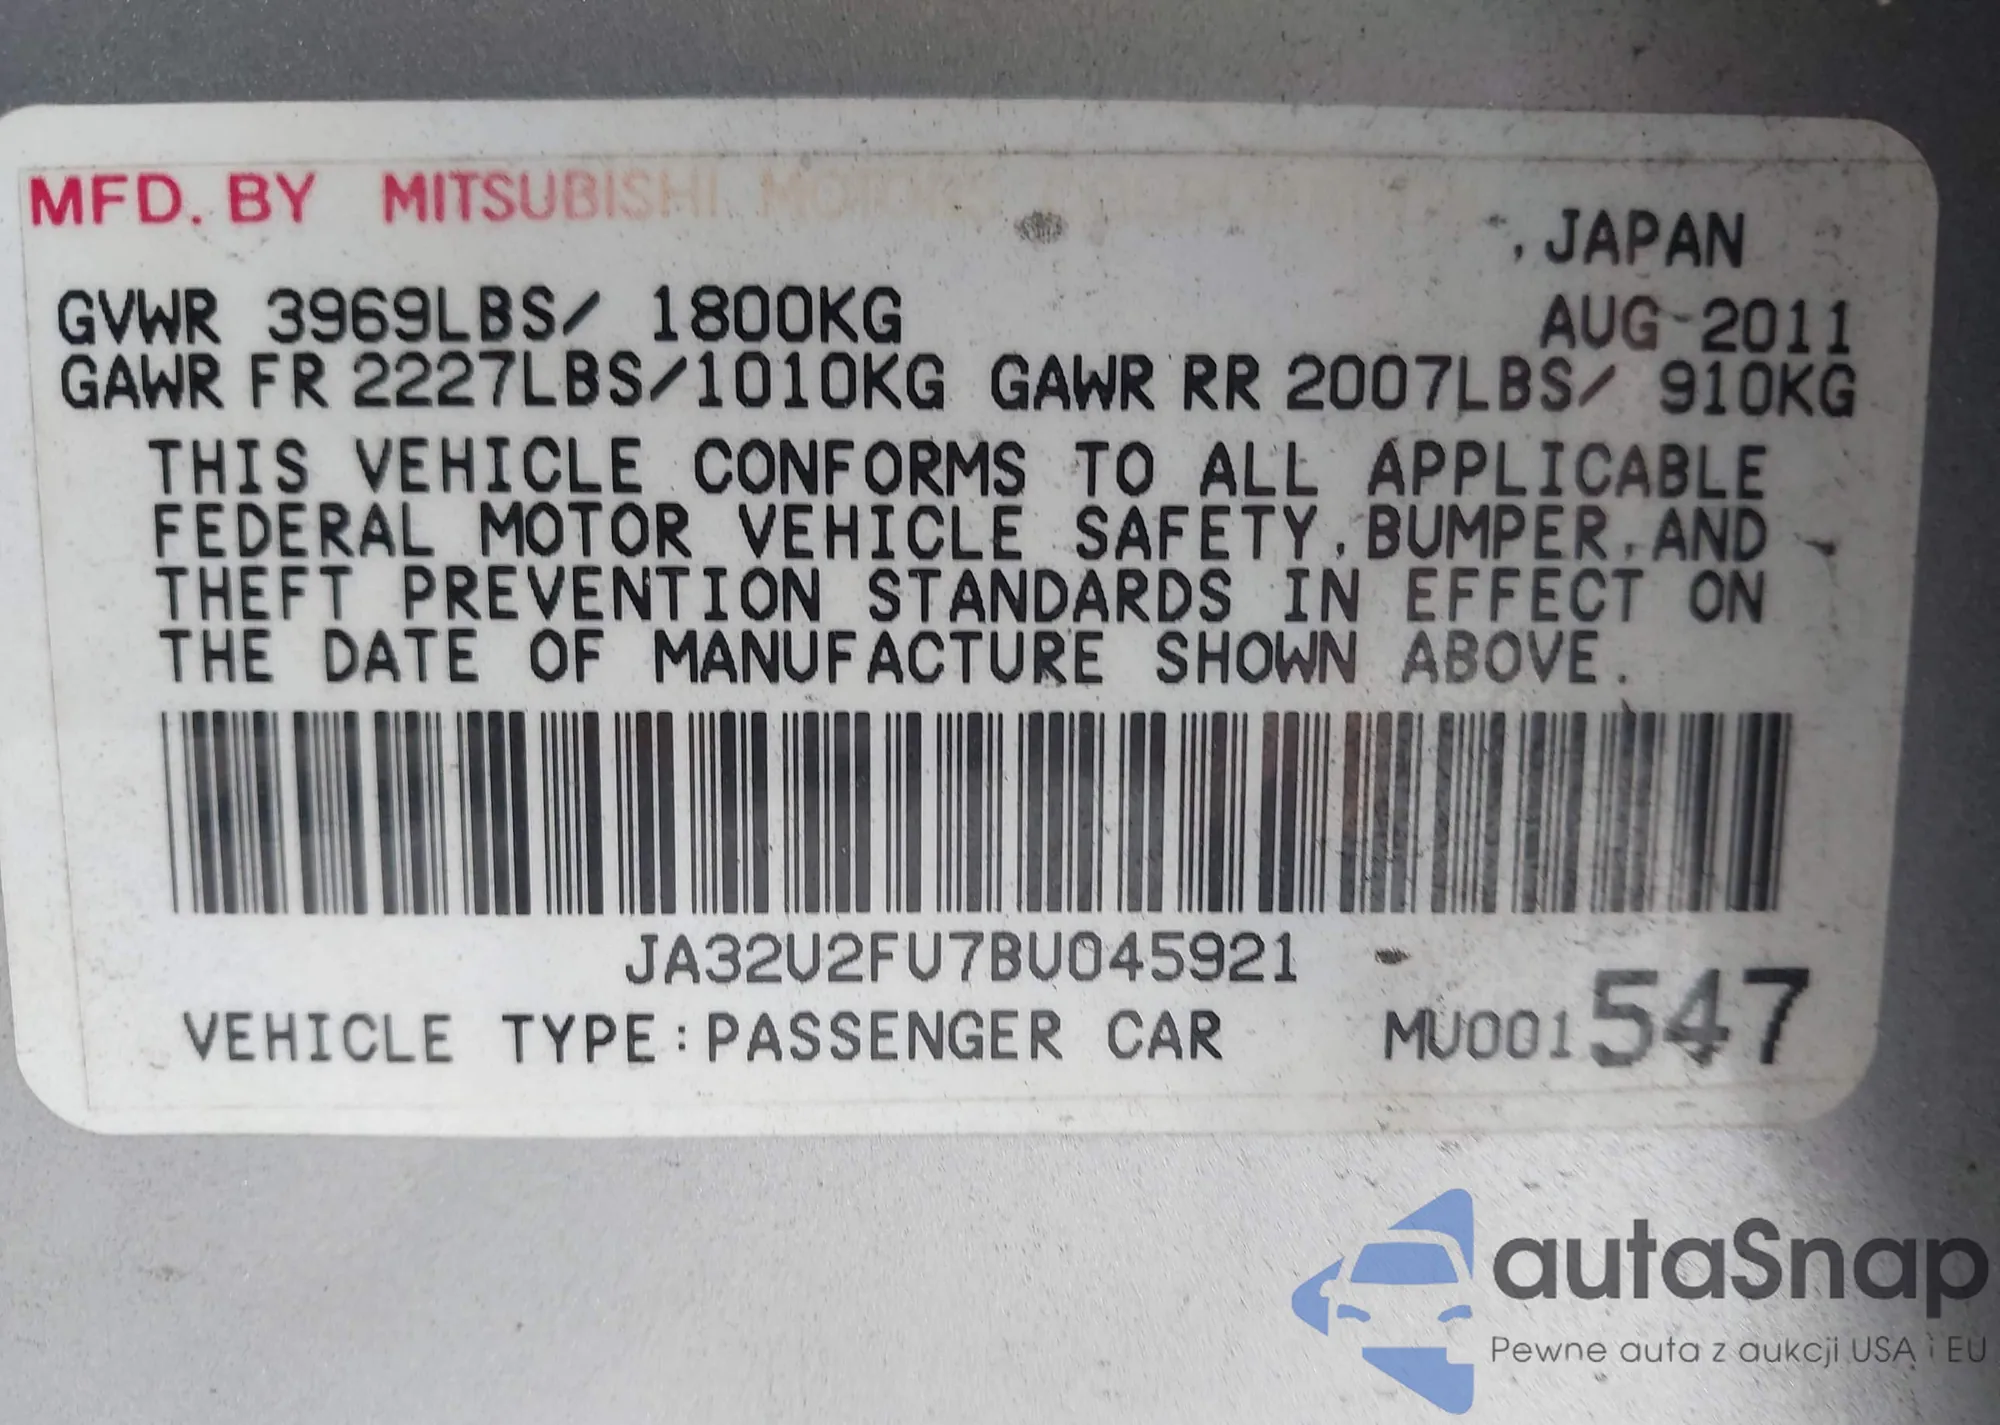 MFD. BY MITSUBISHI MOTORS
, JAPAN
GVWR 3969LBS/ 1800KG AUG-2011
GAWR FR 2227LBS/1010KG GAWR RR 2007LBS/ 910KG
THIS VEHICLE CONFORMS TO ALL APPLICABLE
FEDERAL MOTOR VEHICLE SAFETY, BUMPER, AND
THEFT PREVENTION STANDARDS IN EFFECT ON
THE DATE OF MANUFACTURE SHOWN ABOVE.
JA32U2FU7BU045921
VEHICLE TYPE:PASSENGER CAR MU001547
autaSnap
Pewne auta z aukcji USA i EU